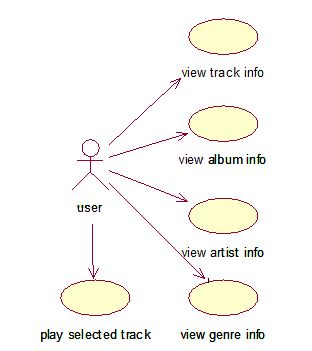 view track info
view album info
user
view artist info
play selected track
view genre info